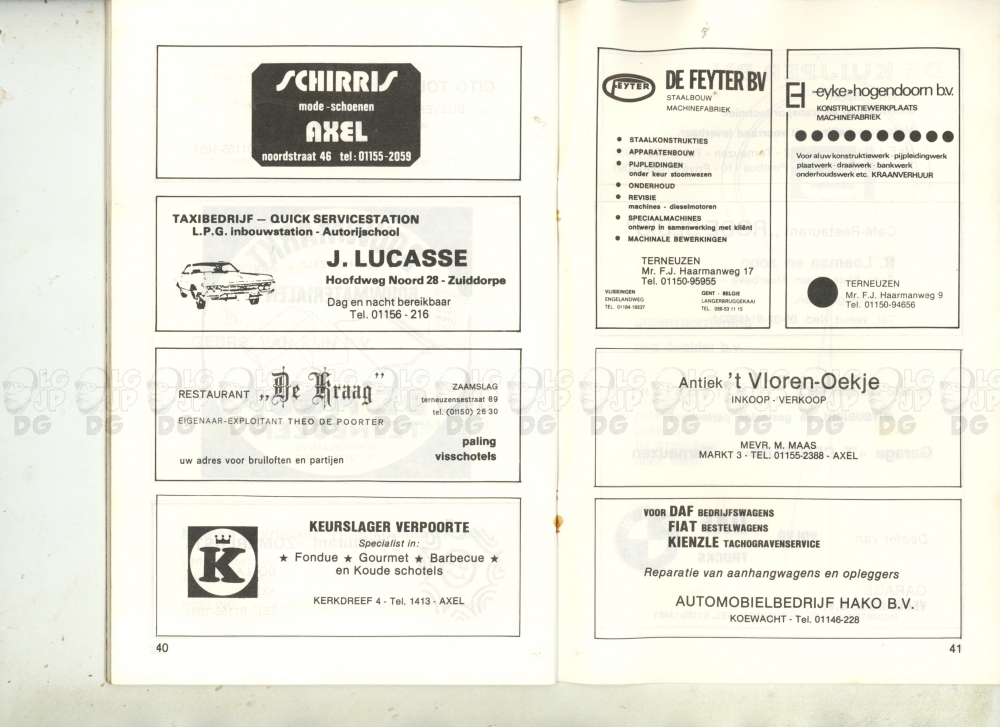 SCHIRRIS
mode-schoenen
AXEL
noordstraat 46 tel: 01155-2059
TAXIBEDRIJF — QUICK SERVICESTATION
L.P.G. inbouwstation - Autorijschool
J. LUCASSE
Hoofdweg Noord 28 - Zuiddorpe
Dag en nacht bereikbaar
Tel. 01156 - 216
RESTAURANT „De Kraag”
ZAAMSLAG
terneuzensestraat 89
tel. (01150) 26 30
EIGENAAR-EXPLOITANT THEO DE POORTER
paling
visschotels
uw adres voor bruiloften en partijen
K
KEURSLAGER VERPOORTE
Specialist in:
★ Fondue ★ Gourmet ★ Barbecue ★
en Koude schotels
KERKDREEF 4 - Tel. 1413 - AXEL
40
FEYTER
DE FEYTER BV
STAALBOUW
MACHINEFABRIEK
● STAALKONSTRUKTIES
● APPARATENBOUW
● PIJPLEIDINGEN
onder keur stoomwezen
● ONDERHOUD
● REVISIE
machines - dieselmotoren
● SPECIAALMACHINES
ontwerp in samenwerking met kliënt
● MACHINALE BEWERKINGEN
TERNEUZEN
Mr. F.J. Haarmanweg 17
Tel. 01150-95955
VLISSINGEN
ENGELANDWEG
TEL. 01184-19237
GENT - BELGIE
LANGERBRUGGEKAAI
TEL. 098-53 11 15
-eyke»hogendoorn b.v.
KONSTRUKTIEWERKPLAATS
MACHINEFABRIEK
Voor al uw konstruktiewerk - pijpleidingwerk
plaatwerk - draaiwerk - bankwerk
onderhoudswerk etc. KRAANVERHUUR
TERNEUZEN
Mr. F.J. Haarmanweg 9
Tel. 01150-94656
Antiek 't Vloren-Oekje
INKOOP - VERKOOP
MEVR. M. MAAS
MARKT 3 - TEL. 01155-2388 - AXEL
VOOR DAF BEDRIJFSWAGENS
FIAT BESTELWAGENS
KIENZLE TACHOGRAVENSERVICE
Reparatie van aanhangwagens en opleggers
AUTOMOBIELBEDRIJF HAKO B.V.
KOEWACHT - Tel. 01146-228
41